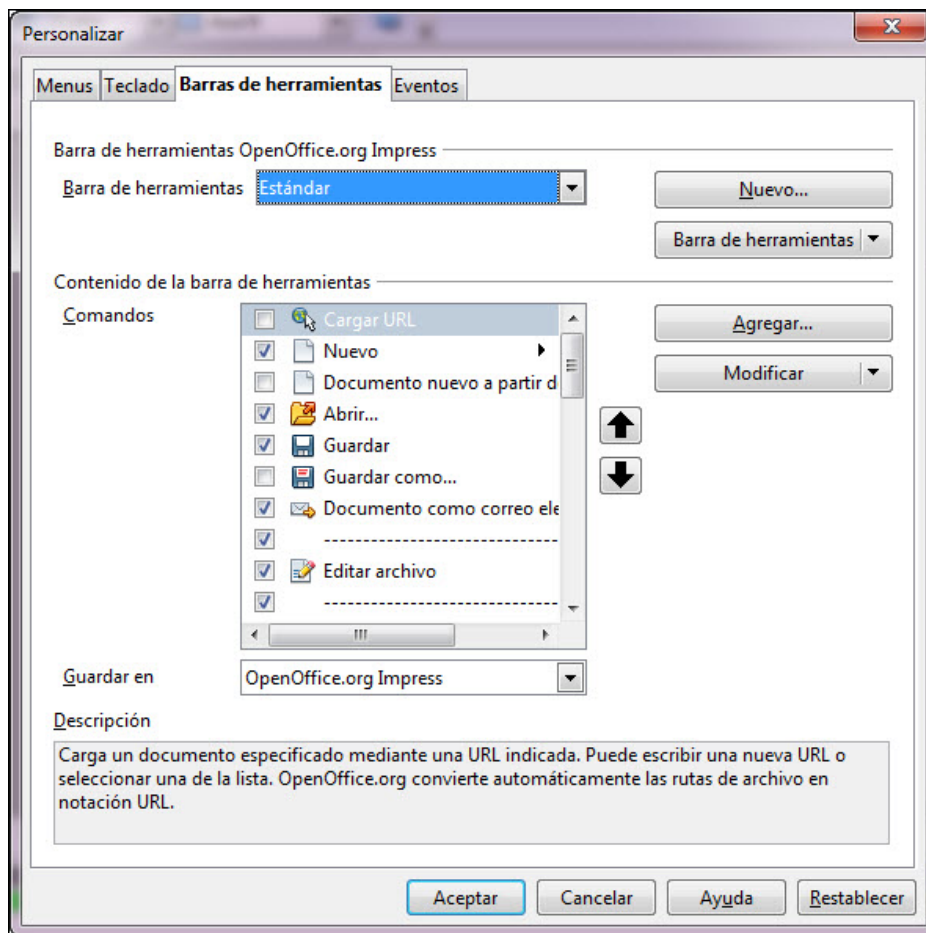 Personalizar
Menus Teclado Barras de herramientas Eventos
Barra de herramientas OpenOffice.org Impress
Barra de herramientas Estándar Nuevo...
Barra de herramientas
Contenido de la barra de herramientas
Comandos Cargar URL Agregar...
Nuevo
Modificar
Documento nuevo a partir d
Abrir...
Guardar
Guardar como...
Documento como correo ele
------------------------------
Editar archivo
------------------------------
Guardar en OpenOffice.org Impress
Descripción
Carga un documento especificado mediante una URL indicada. Puede escribir una nueva URL o
seleccionar una de la lista. OpenOffice.org convierte automáticamente las rutas de archivo en
notación URL.
Aceptar Cancelar Ayuda Restablecer